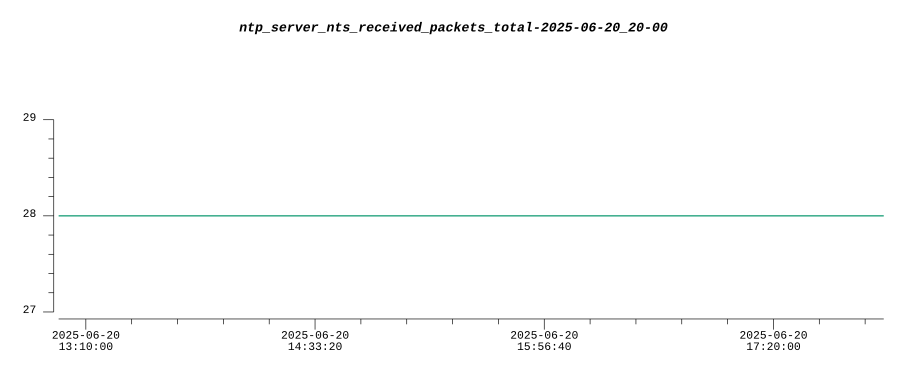 ntp_server_nts_received_packets_total-2025-06-20_20-00
29
28
27
2025-06-20 2025-06-20 2025-06-20 2025-06-20
13:10:00 14:33:20 15:56:40 17:20:00